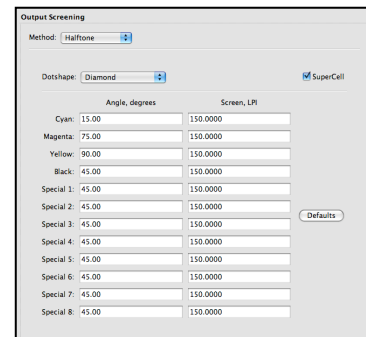 Output Screening
Method: Halftone
Dotshape: Diamond SuperCell
Angle, degrees Screen, LPI
Cyan: 15.00 150.0000
Magenta: 75.00 150.0000
Yellow: 90.00 150.0000
Black: 45.00 150.0000
Special 1: 45.00 150.0000
Special 2: 45.00 150.0000
Special 3: 45.00 150.0000
Defaults
Special 4: 45.00 150.0000
Special 5: 45.00 150.0000
Special 6: 45.00 150.0000
Special 7: 45.00 150.0000
Special 8: 45.00 150.0000